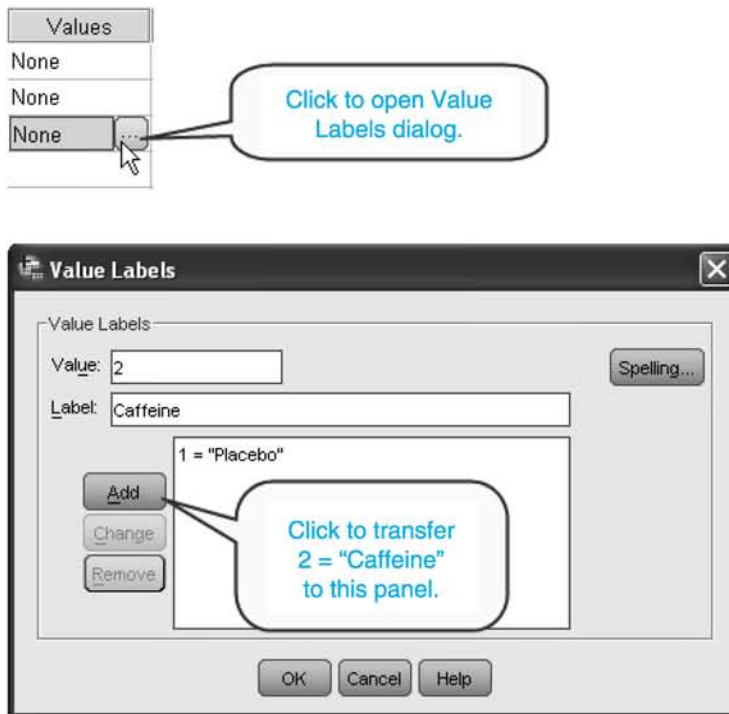 Values
None
None
None ...
Click to open Value
Labels dialog.
Value Labels
Value Labels
Value: 2
Spelling...
Label: Caffeine
1 = "Placebo"
Add
Change
Remove
Click to transfer
2 = “Caffeine”
to this panel.
OK Cancel Help